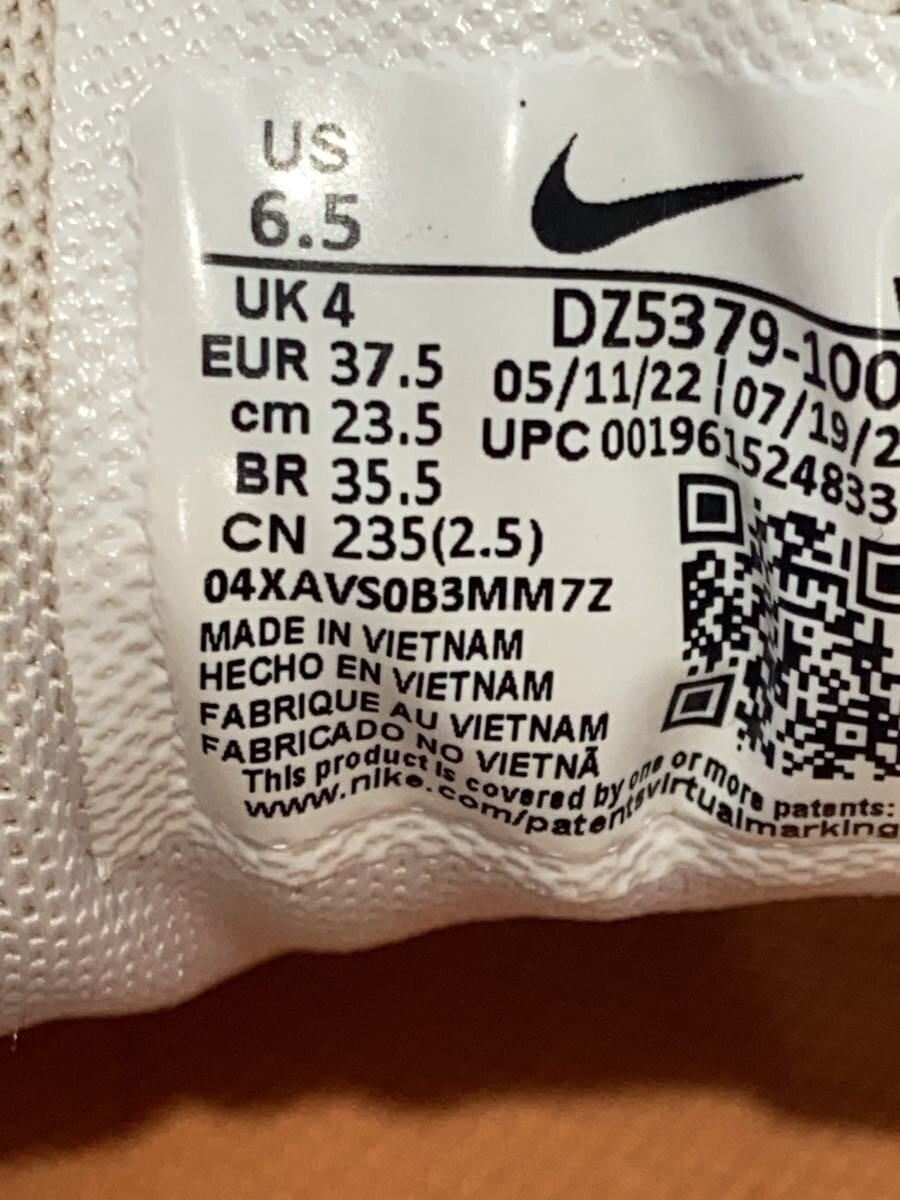 US
6.5
UK 4
EUR 37.5
cm 23.5
BR 35.5
CN 235(2.5)
04XAVS0B3MM7Z
DZ5379-100
05/11/22 | 07/19/2
UPC 00196152483​3
MADE IN VIETNAM
HECHO EN VIETNAM
FABRIQUE AU VIETNAM
FABRICADO NO VIETNÃ
This product is covered by one or more patents:
www.nike.com/patentsvirtualmarking